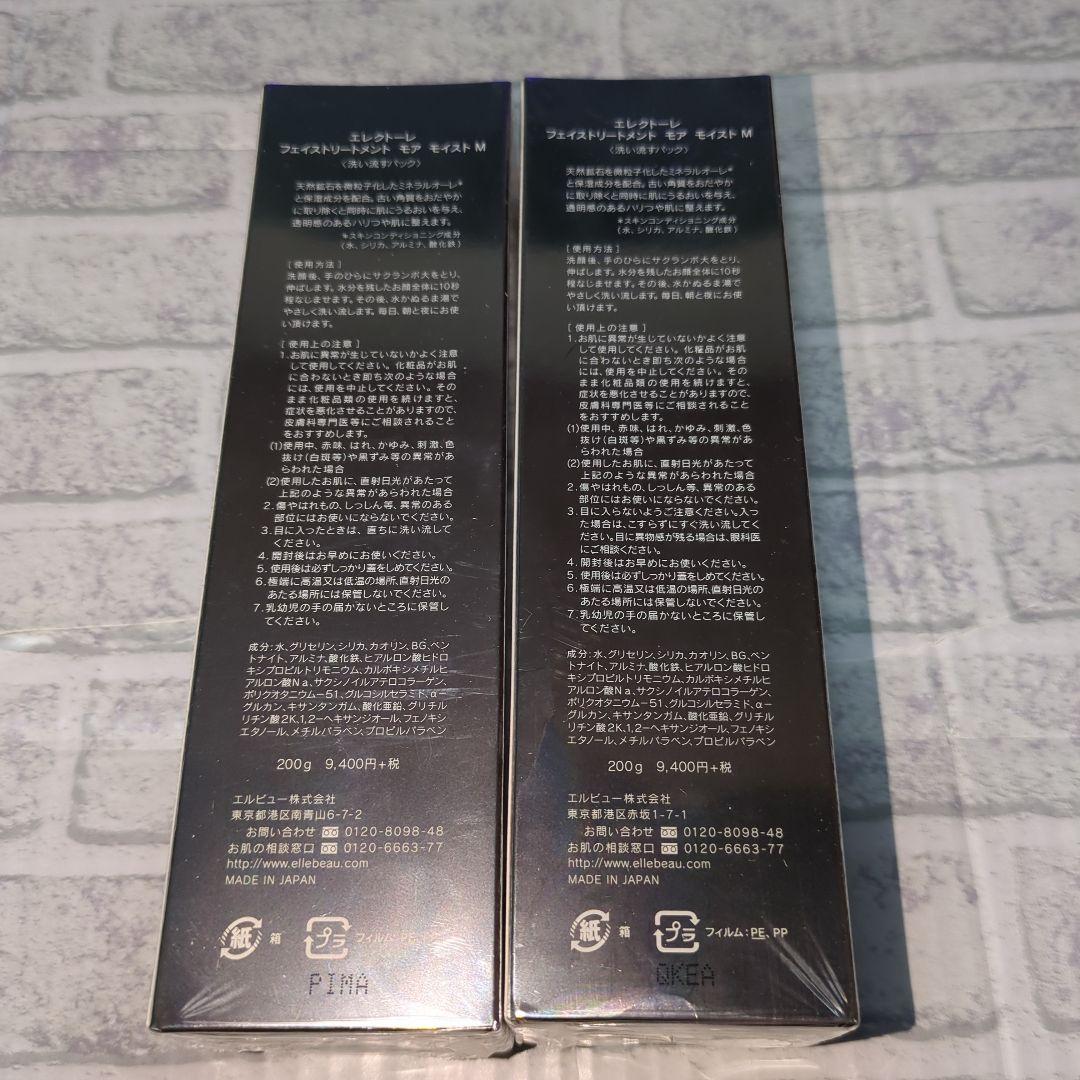 エレクトーレ
フェイストリートメント モア モイスト M
〈洗い流すパック〉
天然鉱石を微粒子化したミネラルオーレ*
と保湿成分を配合。古い角質をおだやか
に取り除くと同時に肌にうるおいを与え、
透明感のあるハリつや肌に整えます。
*スキンコンディショニング成分
(水、シリカ、アルミナ、酸化鉄)
[使用方法]
洗顔後、手のひらにサクランボ大をとり、
伸ばします。水分を残したお顔全体に10秒
程なじませます。その後、水かぬるま湯で
やさしく洗い流します。毎日、朝と夜にお使
い頂けます。
[使用上の注意]
1.お肌に異常が生じていないかよく注意
して使用してください。化粧品がお肌
に合わないとき即ち次のような場合
には、使用を中止してください。その
まま化粧品類の使用を続けますと、
症状を悪化させることがありますので、
皮膚科専門医等にご相談されること
をおすすめします。
(1)使用中、赤味、はれ、かゆみ、刺激、色
抜け(白斑等)や黒ずみ等の異常があ
らわれた場合
(2)使用したお肌に、直射日光があたって
上記のような異常があらわれた場合
2.傷やはれもの、しっしん等、異常のある
部位にはお使いにならないでください。
3.目に入ったときは、直ちに洗い流して
ください。
4.開封後はお早めにお使いください。
5.使用後は必ずしっかり蓋をしめてください。
6.極端に高温又は低温の場所、直射日光の
あたる場所には保管しないでください。
7.乳幼児の手の届かないところに保管し
てください。
成分:水、グリセリン、シリカ、カオリン、BG、ベン
トナイト、アルミナ、酸化鉄、ヒアルロン酸ヒドロ
キシプロピルトリモニウム、カルボキシメチルヒ
アルロン酸Na、サクシノイルアテロコラーゲン、
ポリクオタニウム-51、グルコシルセラミド、α-
グルカン、キサンタンガム、酸化亜鉛、グリチル
リチン酸2K、1,2-ヘキサンジオール、フェノキシ
エタノール、メチルパラベン、プロピルパラベン
200g 9,400円+税
エルビュー株式会社
東京都港区南青山6-7-2
お問い合わせ 0120-8098-48
お肌の相談窓口 0120-6663-77
http://www.ellebeau.com
MADE IN JAPAN
紙 箱 プラ フィルム:PE
PIMA
エレクトーレ
フェイストリートメント モア モイスト M
〈洗い流すパック〉
天然鉱石を微粒子化したミネラルオーレ*
と保湿成分を配合。古い角質をおだやか
に取り除くと同時に肌にうるおいを与え、
透明感のあるハリつや肌に整えます。
*スキンコンディショニング成分
(水、シリカ、アルミナ、酸化鉄)
[使用方法]
洗顔後、手のひらにサクランボ大をとり、
伸ばします。水分を残したお顔全体に10秒
程なじませます。その後、水かぬるま湯で
やさしく洗い流します。毎日、朝と夜にお使
い頂けます。
[使用上の注意]
1.お肌に異常が生じていないかよく注意
して使用してください。化粧品がお肌
に合わないとき即ち次のような場合
には、使用を中止してください。その
まま化粧品類の使用を続けますと、
症状を悪化させることがありますので、
皮膚科専門医等にご相談されること
をおすすめします。
(1)使用中、赤味、はれ、かゆみ、刺激、色
抜け(白斑等)や黒ずみ等の異常があ
らわれた場合
(2)使用したお肌に、直射日光があたって
上記のような異常があらわれた場合
2.傷やはれもの、しっしん等、異常のある
部位にはお使いにならないでください。
3.目に入らないようご注意ください。入っ
た場合は、こすらずにすぐ洗い流してく
ださい。目に異物感が残る場合は、眼科医
にご相談ください。
4.開封後はお早めにお使いください。
5.使用後は必ずしっかり蓋をしめてください。
6.極端に高温又は低温の場所、直射日光の
あたる場所には保管しないでください。
7.乳幼児の手の届かないところに保管し
てください。
成分:水、グリセリン、シリカ、カオリン、BG、ベン
トナイト、アルミナ、酸化鉄、ヒアルロン酸ヒドロ
キシプロピルトリモニウム、カルボキシメチルヒ
アルロン酸Na、サクシノイルアテロコラーゲン、
ポリクオタニウム-51、グルコシルセラミド、α-
グルカン、キサンタンガム、酸化亜鉛、グリチル
リチン酸2K、1,2-ヘキサンジオール、フェノキシ
エタノール、メチルパラベン、プロピルパラベン
200g 9,400円+税
エルビュー株式会社
東京都港区赤坂1-7-1
お問い合わせ 0120-8098-48
お肌の相談窓口 0120-6663-77
http://www.ellebeau.com
MADE IN JAPAN
紙 箱 プラ フィルム:PE、PP
QKEA